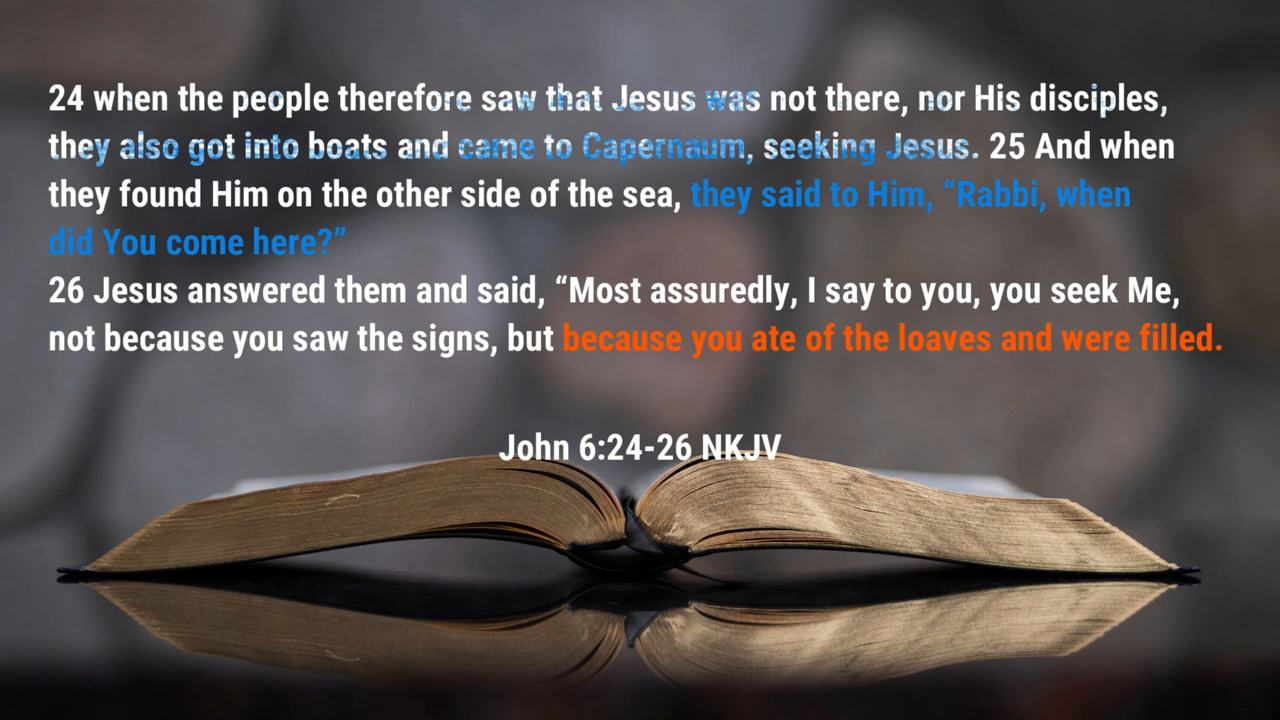 24 when the people therefore saw that Jesus was not there, nor His disciples,
they also got into boats and came to Capernaum, seeking Jesus. 25 And when
they found Him on the other side of the sea, they said to Him, “Rabbi, when
did You come here?”
26 Jesus answered them and said, “Most assuredly, I say to you, you seek Me,
not because you saw the signs, but because you ate of the loaves and were filled.
John 6:24-26 NKJV